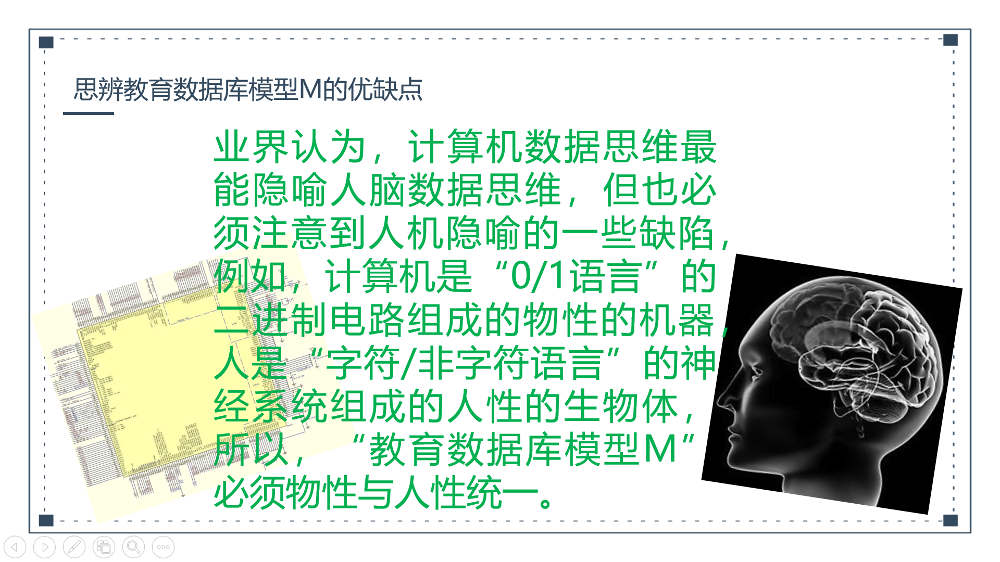 思辨教育数据库模型M的优缺点
业界认为，计算机数据思维最
能隐喻人脑数据思维，但也必
须注意到人机隐喻的一些缺陷，
例如，计算机是“0/1语言”的
二进制电路组成的物性的机器，
人是“字符/非字符语言”的神
经系统组成的人性的生物体，
所以，“教育数据库模型M”
必须物性与人性统一。